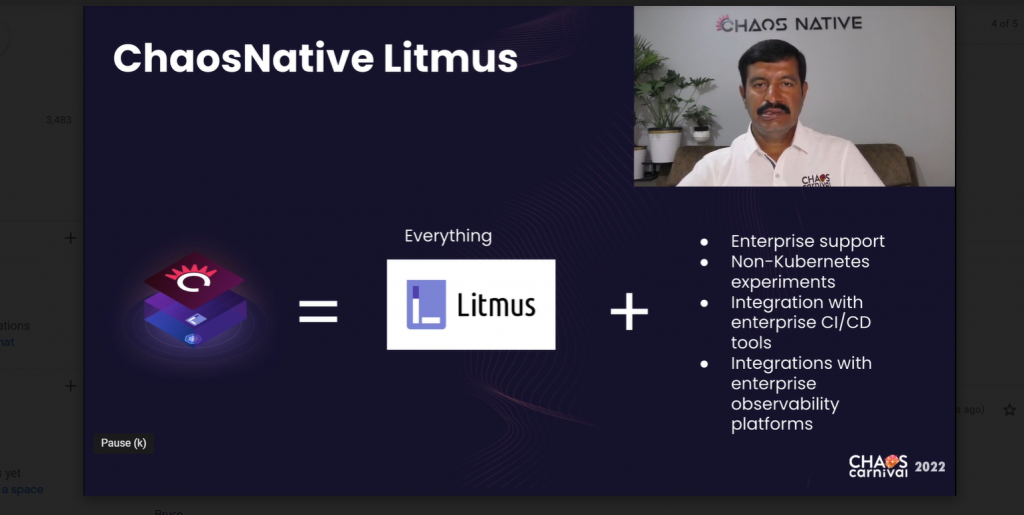 ChaosNative Litmus
CHAOS NATIVE
4 of 5
3,483
CHAOS
carnival
Everything
Litmus
=
+
● Enterprise support
● Non-Kubernetes
experiments
● Integration with
enterprise CI/CD
tools
● Integrations with
enterprise
observability
platforms
ations
hat
s ago)
Pause (k)
CHAOS
carnival 2022
s yet
a space